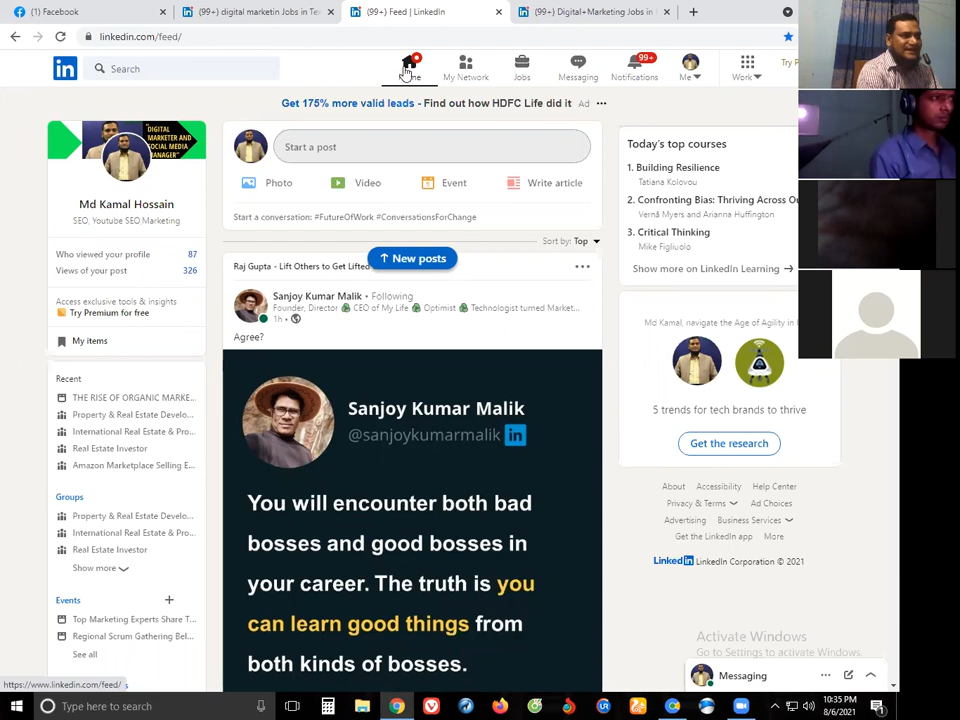 (1) Facebook
(99+) digital marketin Jobs in Te
(99+) Feed | LinkedIn
(99+) Digital+Marketing Jobs in
linkedin.com/feed/
in
Search
Home
My Network
Jobs
Messaging
99+
Notifications
Me
Work
Try P
Get 175% more valid leads - Find out how HDFC Life did it Ad
"DIGITAL
MARKETER AND
SOCIAL MEDIA
MANAGER"
Md Kamal Hossain
SEO, Youtube SEO,Marketing
Who viewed your profile 87
Views of your post 326
Access exclusive tools & insights
Try Premium for free
My items
Recent
THE RISE OF ORGANIC MARKE...
Property & Real Estate Develo...
International Real Estate & Pro...
Real Estate Investor
Amazon Marketplace Selling E...
Groups
Property & Real Estate Develo...
International Real Estate & Pro...
Real Estate Investor
Show more
Events
Top Marketing Experts Share T...
Regional Scrum Gathering Bel...
See all
https://www.linkedin.com/feed/
Start a post
Photo
Video
Event
Write article
Start a conversation: #FutureOfWork #ConversationsForChange
Sort by: Top
↑ New posts
Raj Gupta - Lift Others to Get Lifted
Sanjoy Kumar Malik • Following
Founder, Director CEO of My Life Optimist Technologist turned Market...
1h •
Agree?
Sanjoy Kumar Malik
@sanjoykumarmalik in
You will encounter both bad
bosses and good bosses in
your career. The truth is you
can learn good things from
both kinds of bosses.
Today's top courses
1. Building Resilience
Tatiana Kolovou
2. Confronting Bias: Thriving Across Ou
Vernā Myers and Arianna Huffington
3. Critical Thinking
Mike Figliuolo
Show more on LinkedIn Learning →
Md Kamal, navigate the Age of Agility in
5 trends for tech brands to thrive
Get the research
About Accessibility Help Center
Privacy & Terms Ad Choices
Advertising Business Services
Get the LinkedIn app More
LinkedIn LinkedIn Corporation © 2021
Activate Windows
Go to Settings to activate Windows.
Messaging
Type here to search
10:35 PM
8/6/2021